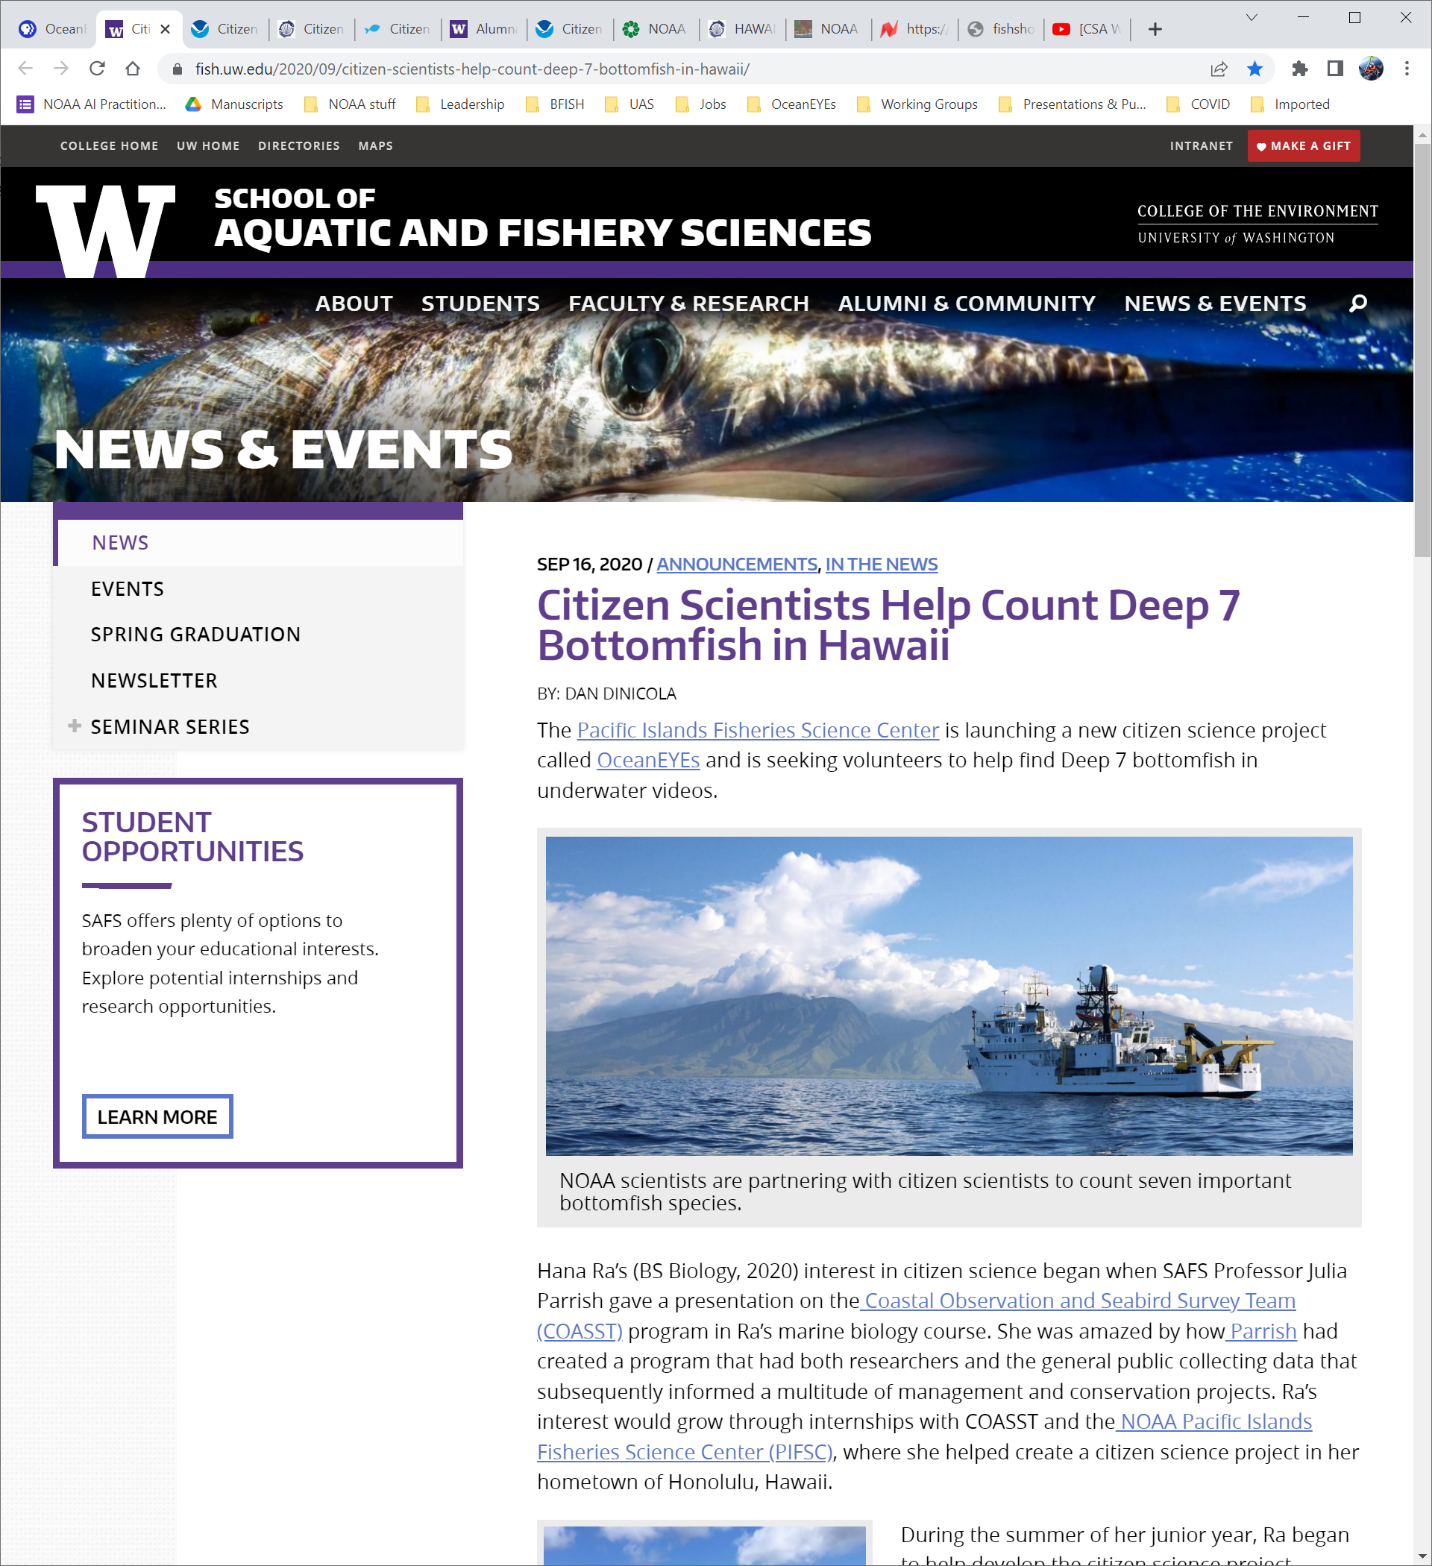 Ocean
Citi
Citizen
Citizen
Citizen
Alumn
Citizen
NOAA
HAWA
NOAA
https:/
fishsho
[CSA W
fish.uw.edu/2020/09/citizen-scientists-help-count-deep-7-bottomfish-in-hawaii/
NOAA AI Practition...
Manuscripts
NOAA stuff
Leadership
BFISH
UAS
Jobs
OceanEYEs
Working Groups
Presentations & Pu...
COVID
Imported
COLLEGE HOME
UW HOME
DIRECTORIES
MAPS
INTRANET
MAKE A GIFT
W
SCHOOL OF
AQUATIC AND FISHERY SCIENCES
COLLEGE OF THE ENVIRONMENT
UNIVERSITY of WASHINGTON
ABOUT
STUDENTS
FACULTY & RESEARCH
ALUMNI & COMMUNITY
NEWS & EVENTS
NEWS & EVENTS
NEWS
EVENTS
SPRING GRADUATION
NEWSLETTER
SEMINAR SERIES
STUDENT
OPPORTUNITIES
SAFS offers plenty of options to
broaden your educational interests.
Explore potential internships and
research opportunities.
LEARN MORE
SEP 16, 2020 / ANNOUNCEMENTS, IN THE NEWS
Citizen Scientists Help Count Deep 7
Bottomfish in Hawaii
BY: DAN DINICOLA
The Pacific Islands Fisheries Science Center is launching a new citizen science project
called OceanEYEs and is seeking volunteers to help find Deep 7 bottomfish in
underwater videos.
NOAA scientists are partnering with citizen scientists to count seven important
bottomfish species.
Hana Ra’s (BS Biology, 2020) interest in citizen science began when SAFS Professor Julia
Parrish gave a presentation on the Coastal Observation and Seabird Survey Team
(COASST) program in Ra’s marine biology course. She was amazed by how Parrish had
created a program that had both researchers and the general public collecting data that
subsequently informed a multitude of management and conservation projects. Ra’s
interest would grow through internships with COASST and the NOAA Pacific Islands
Fisheries Science Center (PIFSC), where she helped create a citizen science project in her
hometown of Honolulu, Hawaii.
During the summer of her junior year, Ra began
to help develop the citizen science project